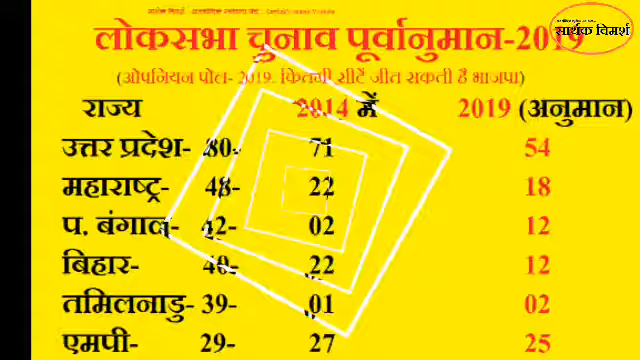 सार्थक विमर्श
लोकसभा चुनाव पूर्वानुमान-2019
(ओपनियन पोल- 2019. कितनी सीटें जीत सकती है भाजपा)
राज्य 2014 में 2019 (अनुमान)
उत्तर प्रदेश- 80- 71 54
महाराष्ट्र- 48- 22 18
प. बंगाल- 42- 02 12
बिहार- 40- 22 12
तमिलनाडु- 39- 01 02
एमपी- 29- 27 25